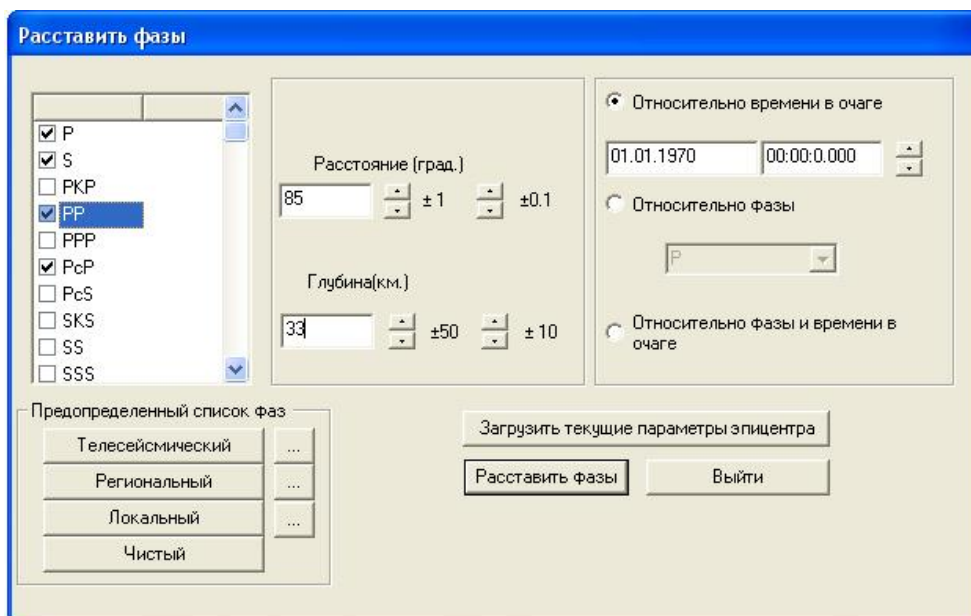 Расставить фазы
P
S
PKP
PP
PPP
PcP
PcS
SKS
SS
SSS
Расстояние (град.)
85 ± 1 ±0.1
Глубина(км.)
33 ±50 ± 10
Относительно времени в очаге
01.01.1970 00:00:0.000
Относительно фазы
P
Относительно фазы и времени в
очаге
Предопределенный список фаз
Телесейсмический ...
Региональный ...
Локальный ...
Чистый
Загрузить текущие параметры эпицентра
Расставить фазы Выйти